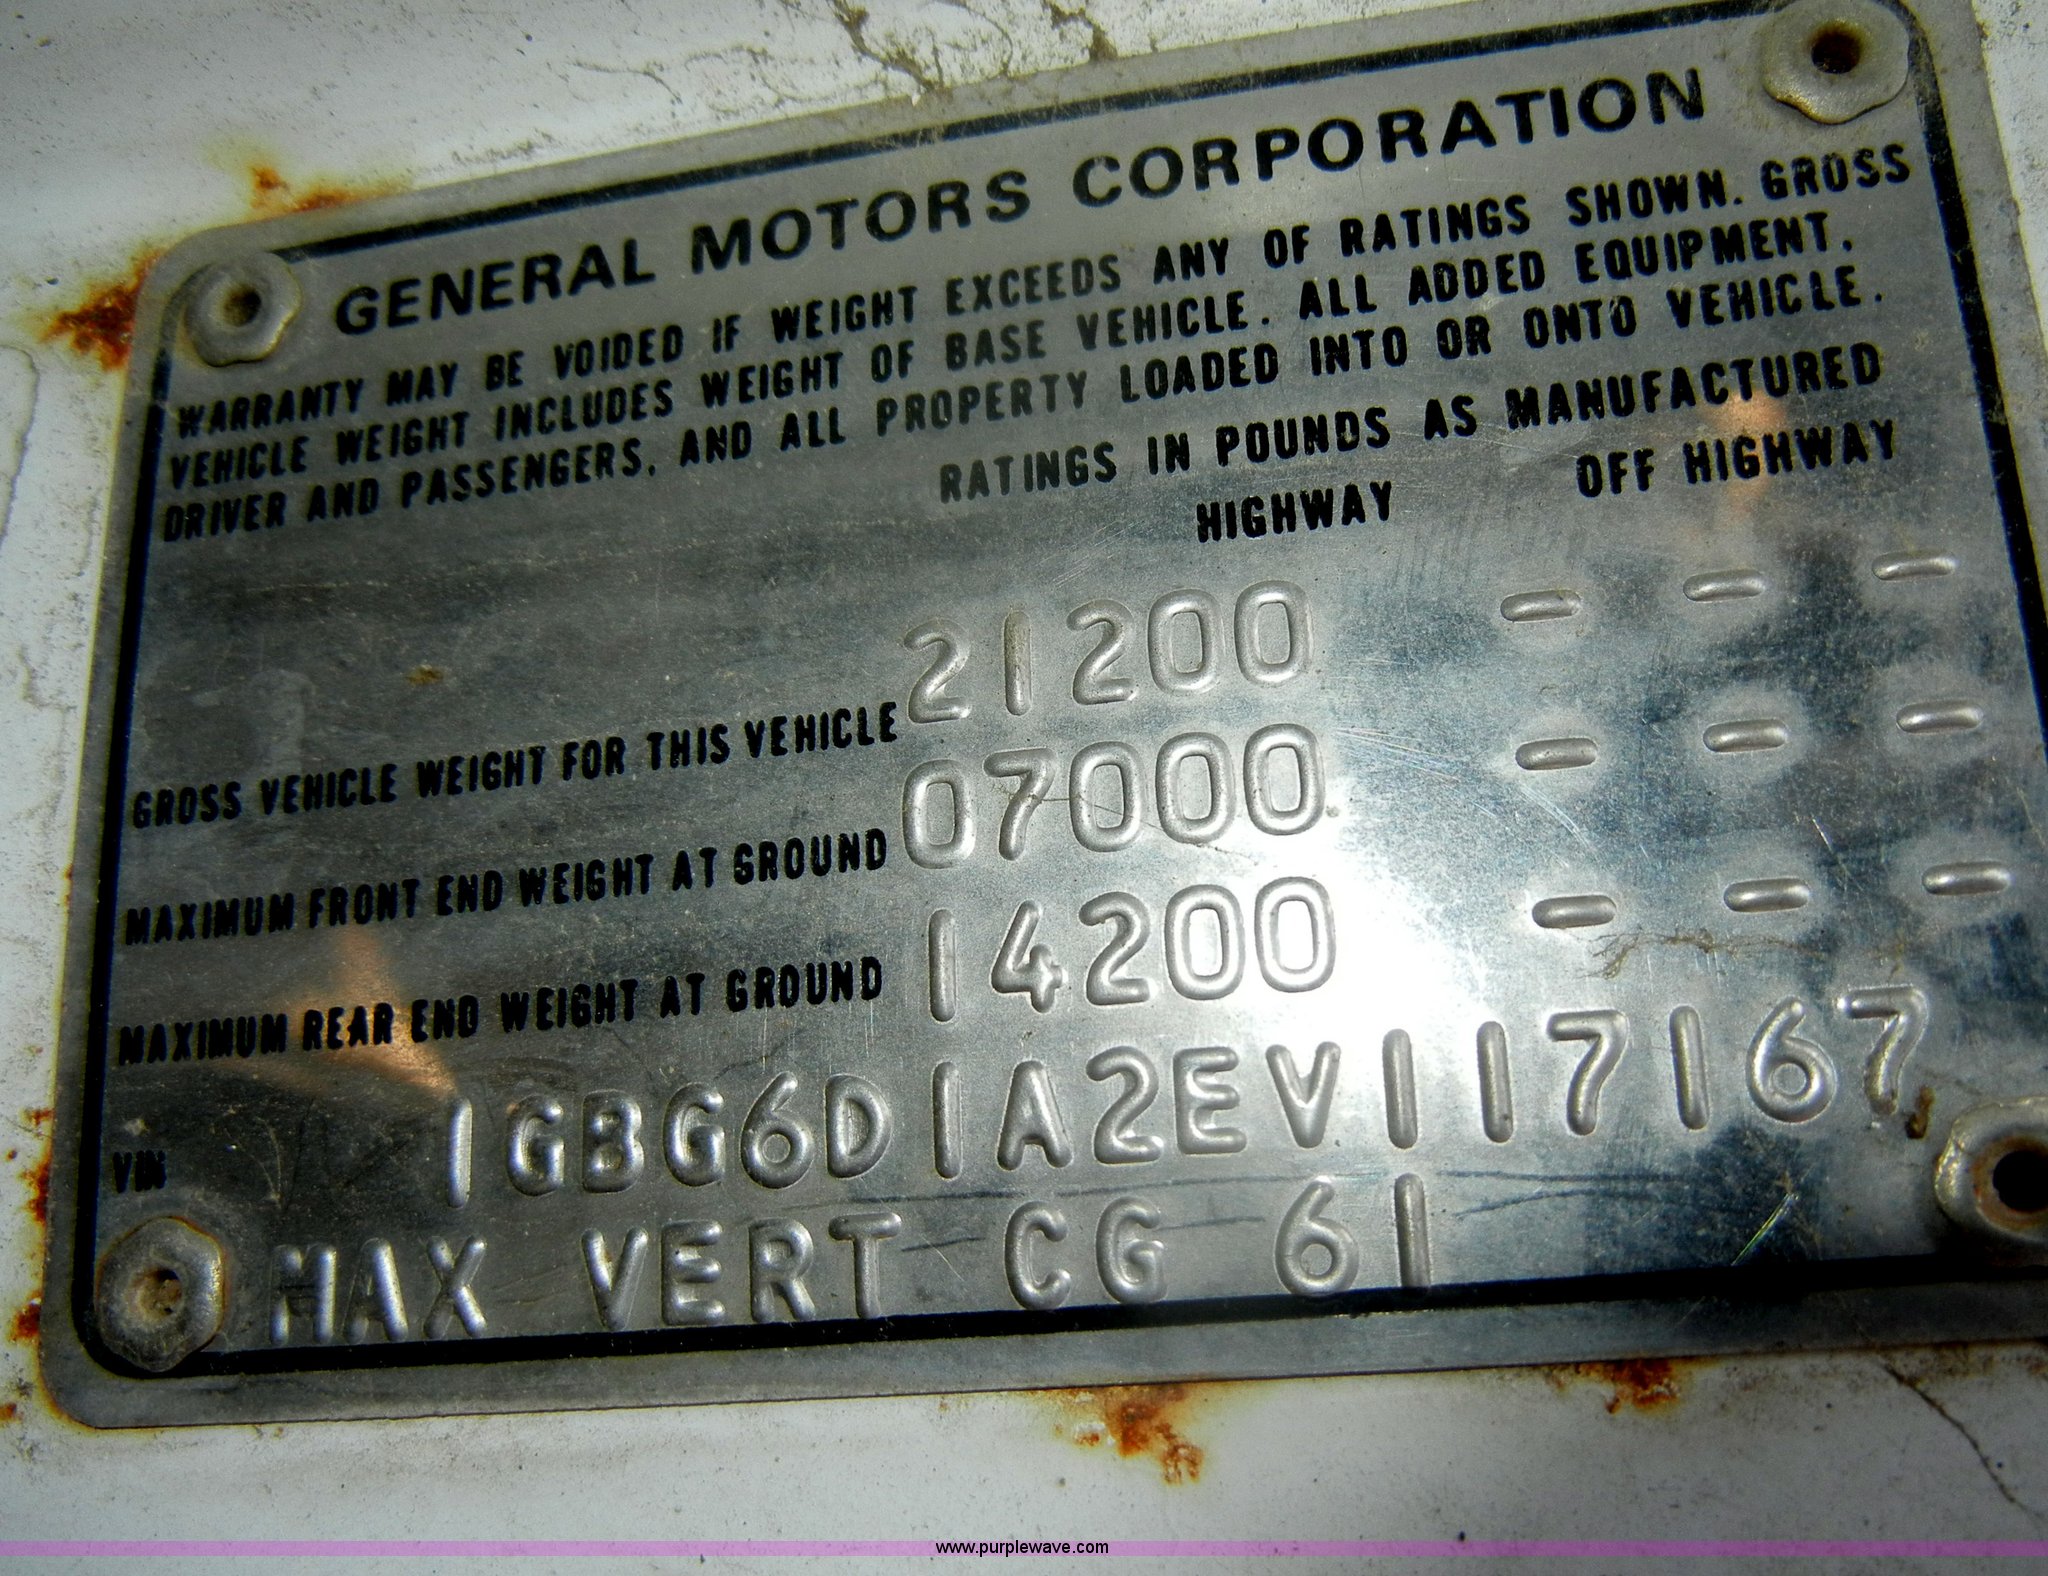 GENERAL MOTORS CORPORATION
WARRANTY MAY BE VOIDED IF WEIGHT EXCEEDS ANY OF RATINGS SHOWN. GROSS
VEHICLE WEIGHT INCLUDES WEIGHT OF BASE VEHICLE. ALL ADDED EQUIPMENT,
DRIVER AND PASSENGERS, AND ALL PROPERTY LOADED INTO OR ONTO VEHICLE.
RATINGS IN POUNDS AS MANUFACTURED
HIGHWAY OFF HIGHWAY
GROSS VEHICLE WEIGHT FOR THIS VEHICLE 21200 - - -
MAXIMUM FRONT END WEIGHT AT GROUND 07000 - - -
MAXIMUM REAR END WEIGHT AT GROUND 14200 - - -
VIN 1GBG6D1A2EV117167
MAX VERT CG 61
www.purplewave.com